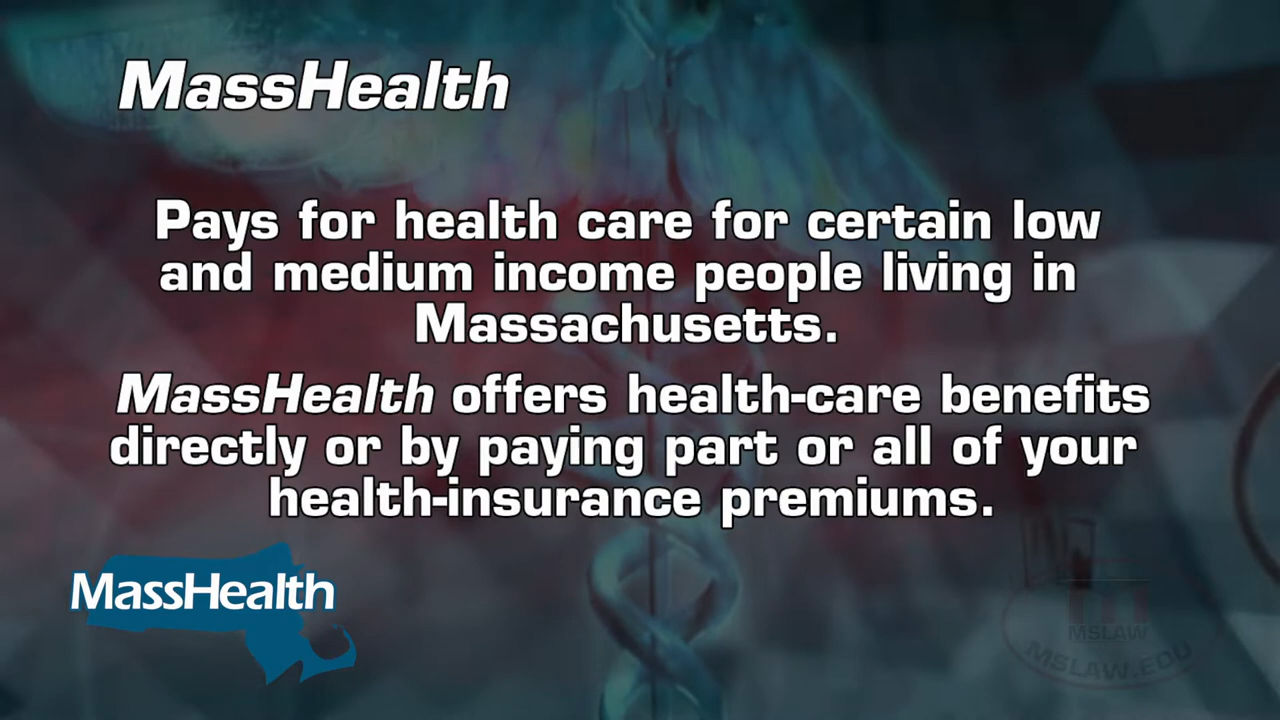 MassHealth
Pays for health care for certain low
and medium income people living in
Massachusetts.
MassHealth offers health-care benefits
directly or by paying part or all of your
health-insurance premiums.
MassHealth
MSLAW
MSLAW.EDU